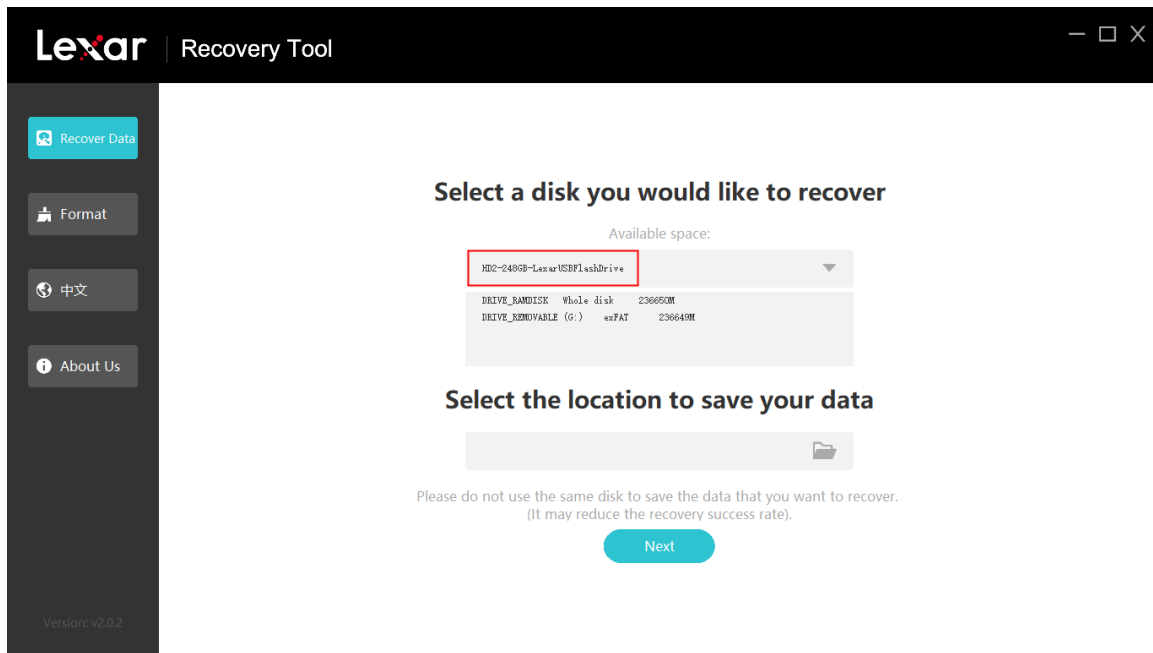 Lexar | Recovery Tool
Recover Data
Format
中文
About Us
Version: v2.0.2
Select a disk you would like to recover
Available space:
HD2-248GB-LexarUSBFlashDrive
DRIVE_RAMDISK Whole disk 236650M
DRIVE_REMOVABLE (G:) exFAT 236649M
Select the location to save your data
Please do not use the same disk to save the data that you want to recover.
(It may reduce the recovery success rate).
Next